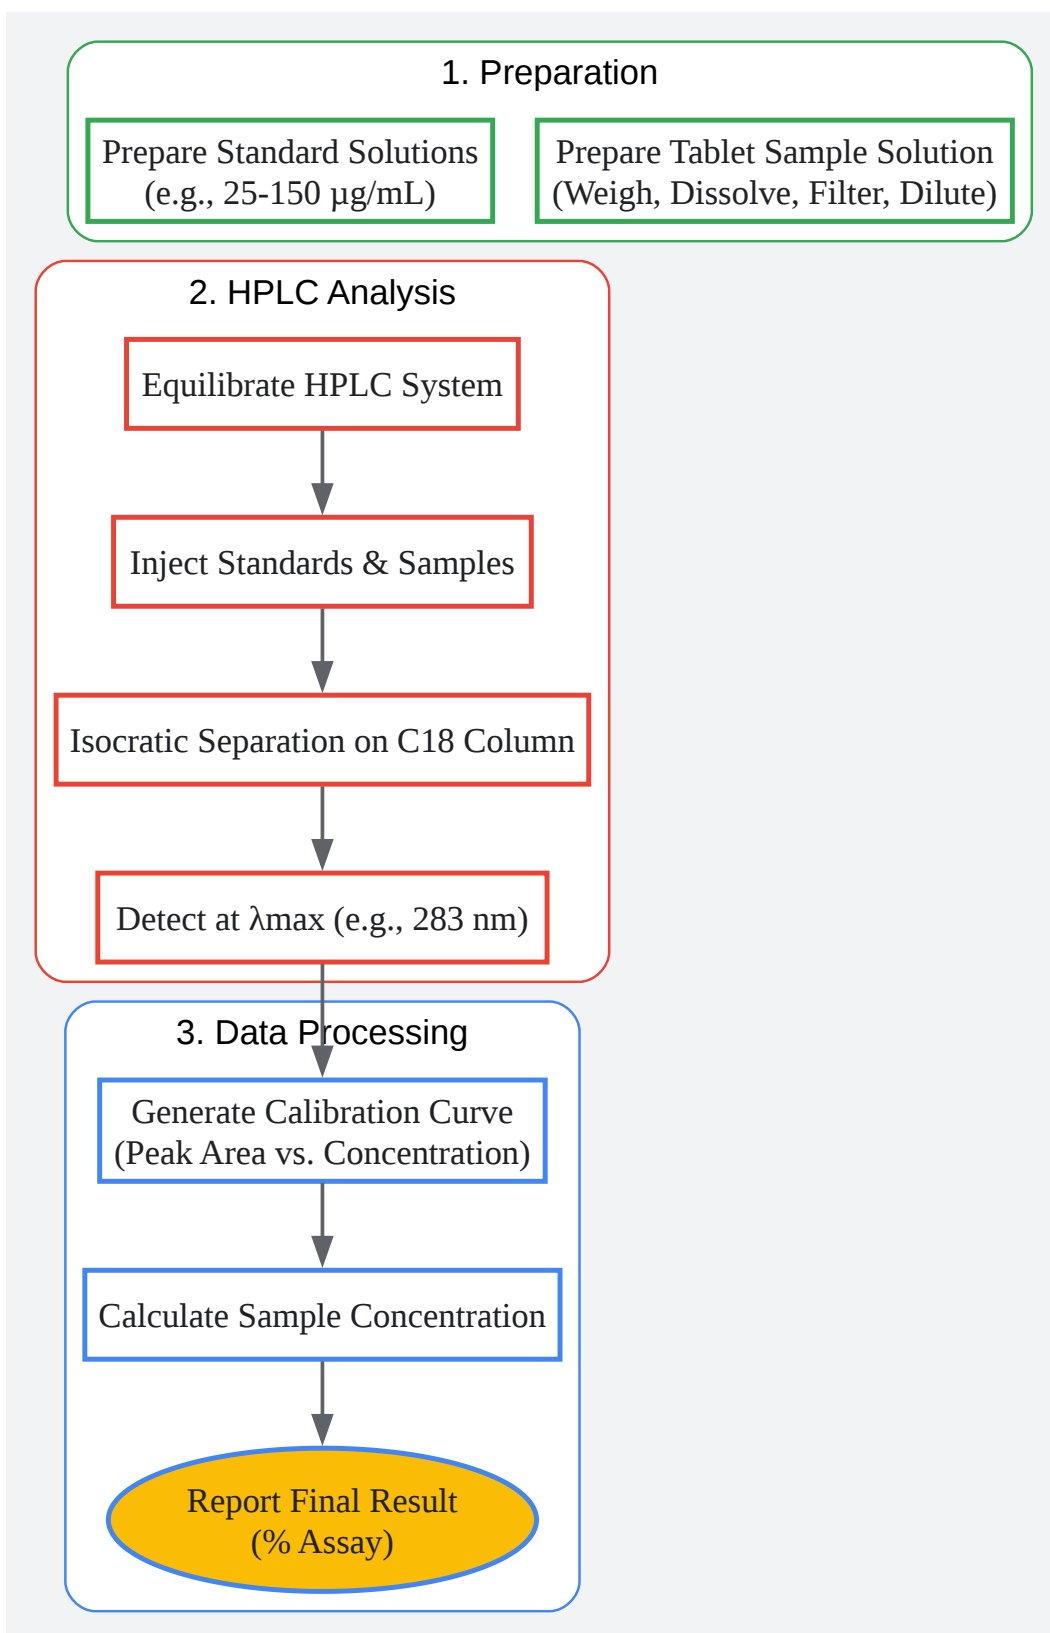 1. Preparation
Prepare Standard Solutions
(e.g., 25-150 µg/mL)
Prepare Tablet Sample Solution
(Weigh, Dissolve, Filter, Dilute)
2. HPLC Analysis
Equilibrate HPLC System
Inject Standards & Samples
Isocratic Separation on C18 Column
Detect at λmax (e.g., 283 nm)
3. Data Processing
Generate Calibration Curve
(Peak Area vs. Concentration)
Calculate Sample Concentration
Report Final Result
(% Assay)